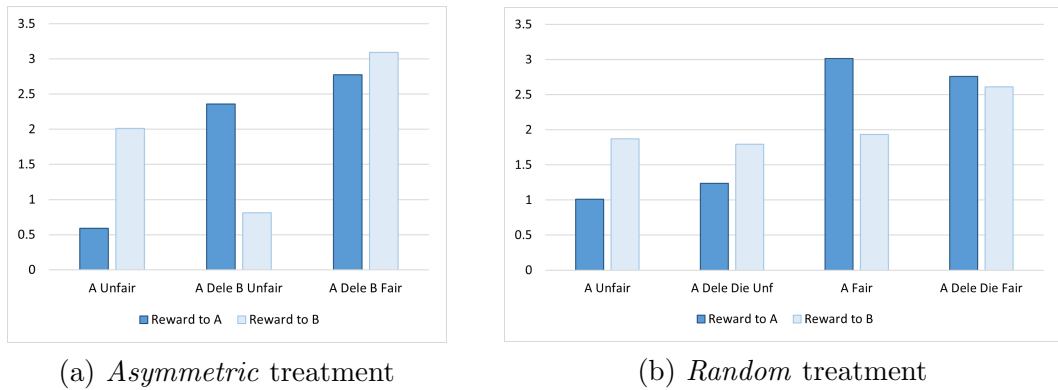 3.5
3
2.5
2
1.5
1
0.5
0
A Unfair A Dele B Unfair A Dele B Fair
Reward to A Reward to B
(a) Asymmetric treatment
3.5
3
2.5
2
1.5
1
0.5
0
A Unfair A Dele Die Unf A Fair A Dele Die Fair
Reward to A Reward to B
(b) Random treatment